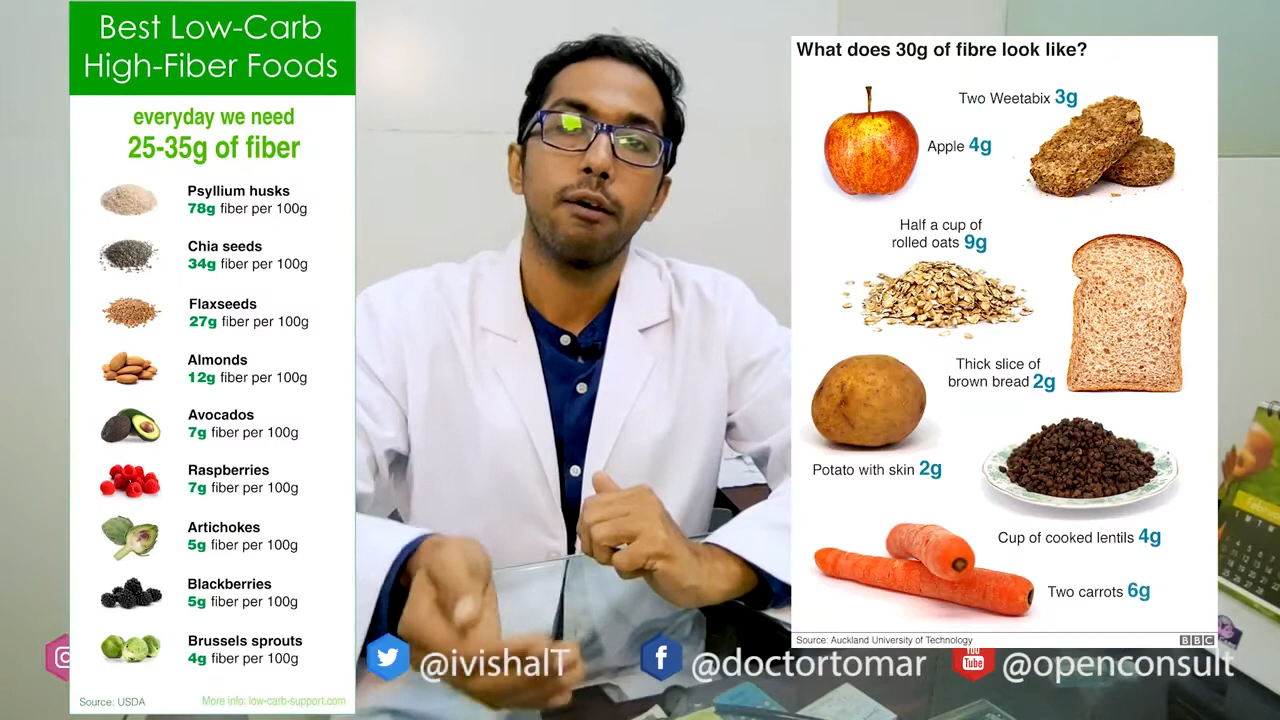 Best Low-Carb
High-Fiber Foods
everyday we need
25-35g of fiber
Psyllium husks
78g fiber per 100g
Chia seeds
34g fiber per 100g
Flaxseeds
27g fiber per 100g
Almonds
12g fiber per 100g
Avocados
7g fiber per 100g
Raspberries
7g fiber per 100g
Artichokes
5g fiber per 100g
Blackberries
5g fiber per 100g
Brussels sprouts
4g fiber per 100g
Source: USDA
More info: low-carb-support.com
What does 30g of fibre look like?
Two Weetabix 3g
Apple 4g
Half a cup of
rolled oats 9g
Thick slice of
brown bread 2g
Potato with skin 2g
Cup of cooked lentils 4g
Two carrots 6g
Source: Auckland University of Technology
BBC
@ivishalT
@doctortomar
You Tube
@openconsult